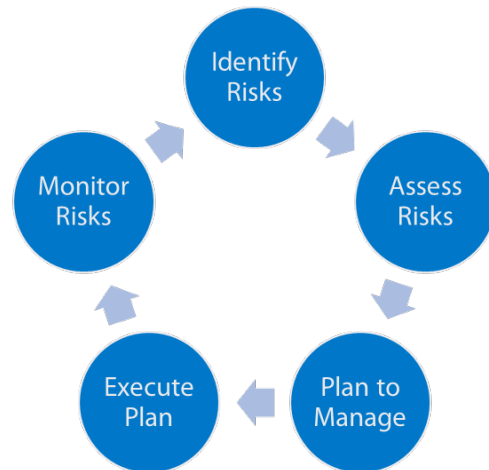 Identify
Risks
Assess
Risks
Plan to
Manage
Execute
Plan
Monitor
Risks